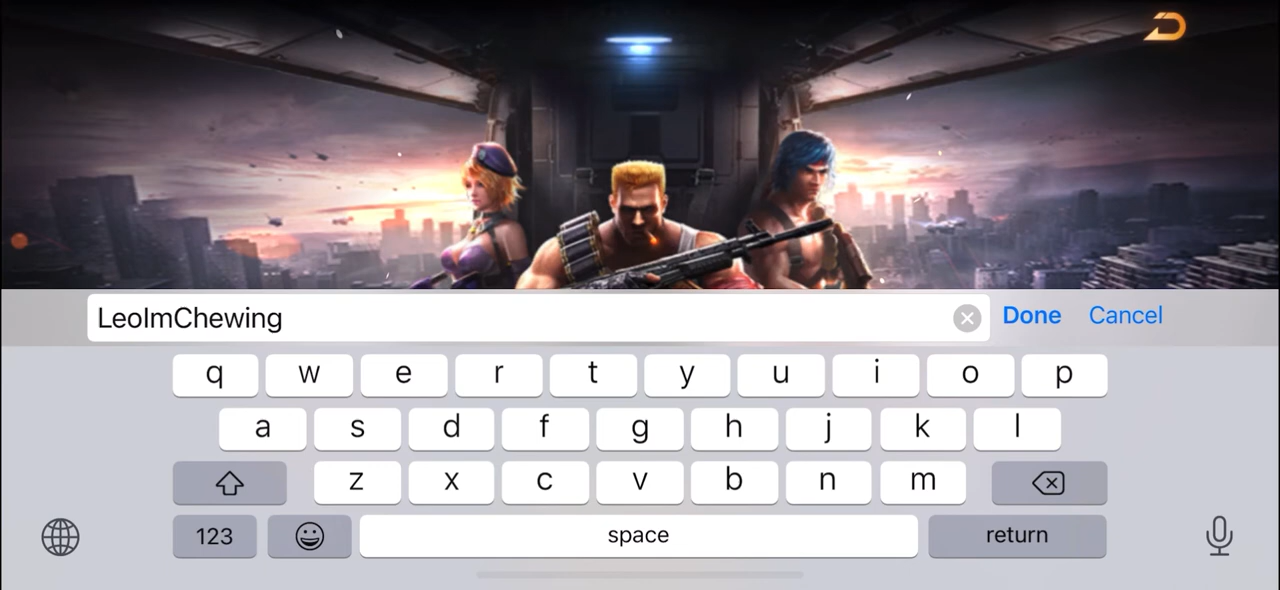 LeoImChewing
Done
Cancel
q w e r t y u i o p
a s d f g h j k l
z x c v b n m
123
space
return